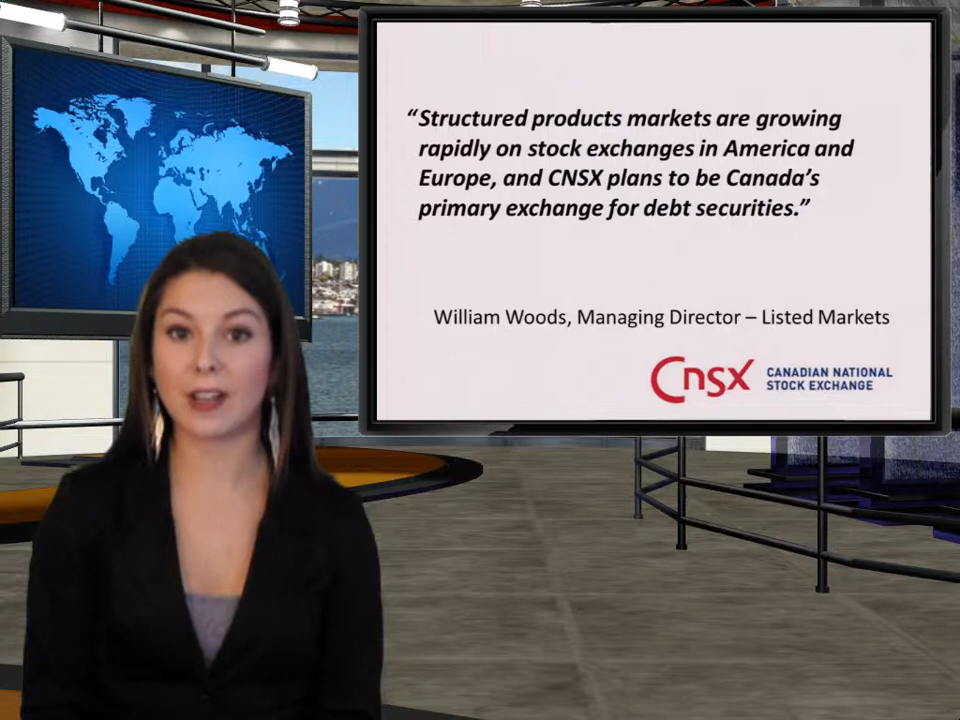 “Structured products markets are growing
rapidly on stock exchanges in America and
Europe, and CNSX plans to be Canada’s
primary exchange for debt securities.”
William Woods, Managing Director – Listed Markets
CNSX CANADIAN NATIONAL
STOCK EXCHANGE